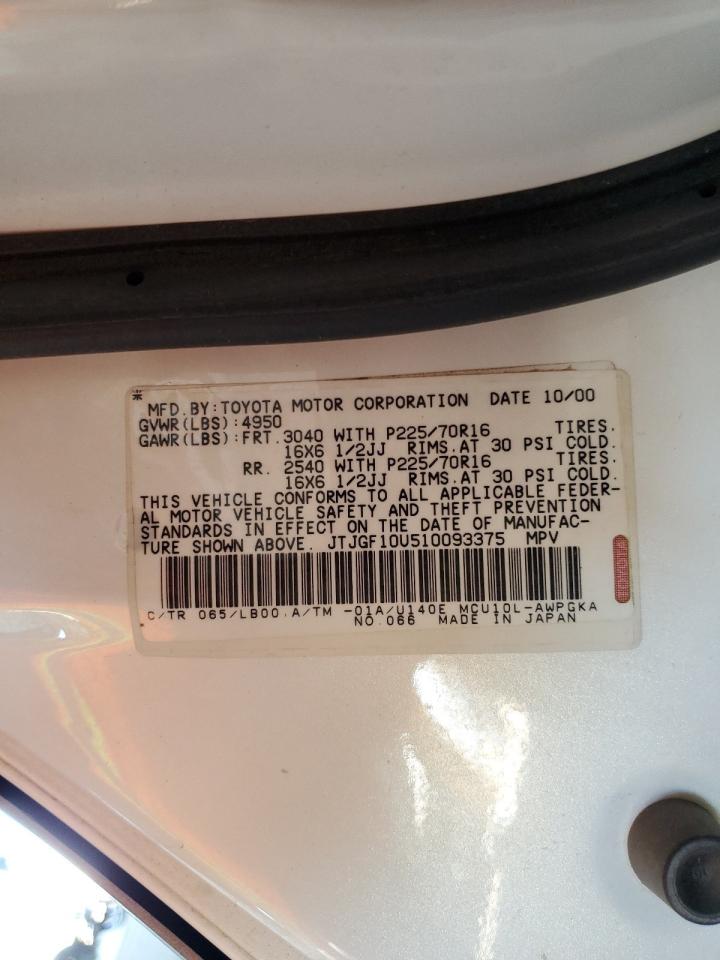 MFD.BY:TOYOTA MOTOR CORPORATION DATE 10/00
GVWR(LBS):4950
GAWR(LBS):FRT.3040 WITH P225/70R16 TIRES.
16X6 1/2JJ RIMS.AT 30 PSI COLD.
RR. 2540 WITH P225/70R16 TIRES.
16X6 1/2JJ RIMS.AT 30 PSI COLD.
THIS VEHICLE CONFORMS TO ALL APPLICABLE FEDER-
AL MOTOR VEHICLE SAFETY AND THEFT PREVENTION
STANDARDS IN EFFECT ON THE DATE OF MANUFAC-
TURE SHOWN ABOVE. JTJGF10U510093375 MPV
C/TR 065/LB00 A/TM -01A/U140E MCU10L-AWPGKA
NO.066 MADE IN JAPAN